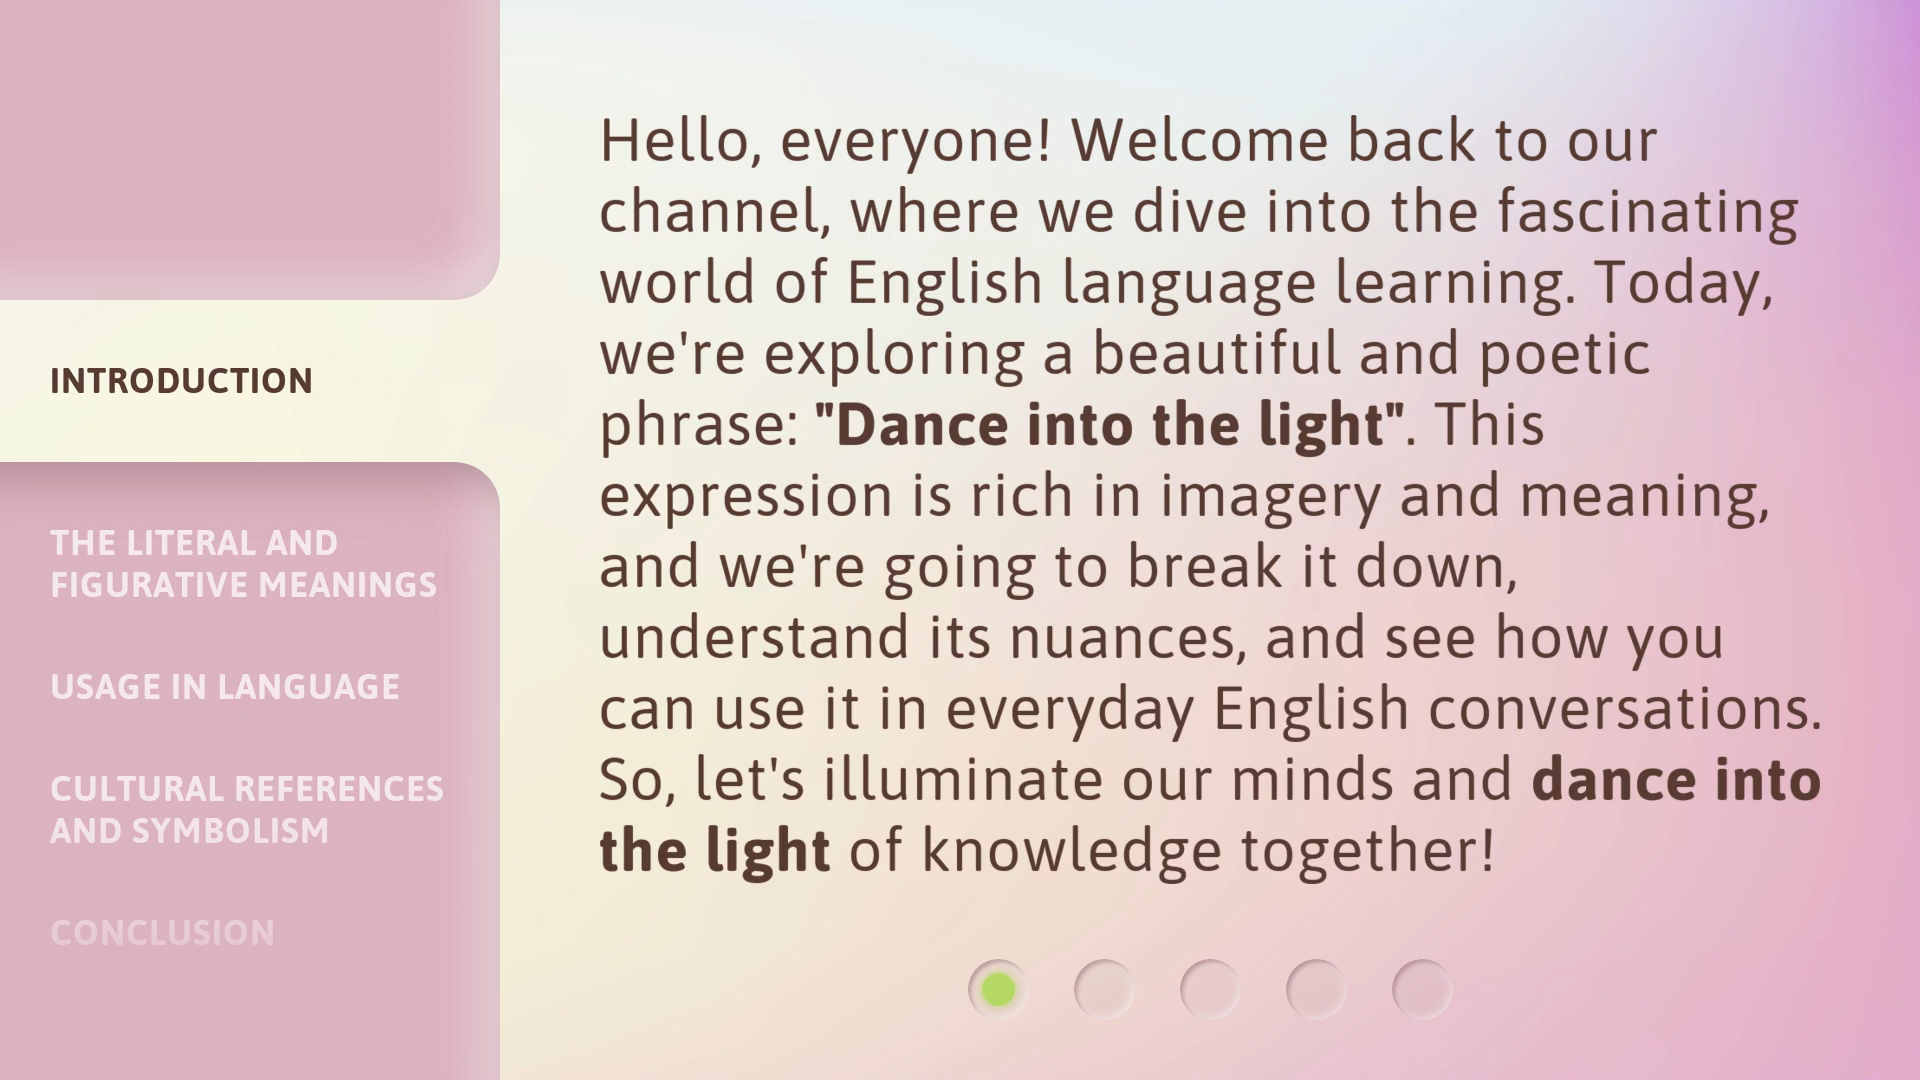 INTRODUCTION
THE LITERAL AND
FIGURATIVE MEANINGS
USAGE IN LANGUAGE
CULTURAL REFERENCES
AND SYMBOLISM
CONCLUSION
Hello, everyone! Welcome back to our
channel, where we dive into the fascinating
world of English language learning. Today,
we're exploring a beautiful and poetic
phrase: "Dance into the light". This
expression is rich in imagery and meaning,
and we're going to break it down,
understand its nuances, and see how you
can use it in everyday English conversations.
So, let's illuminate our minds and dance into
the light of knowledge together!